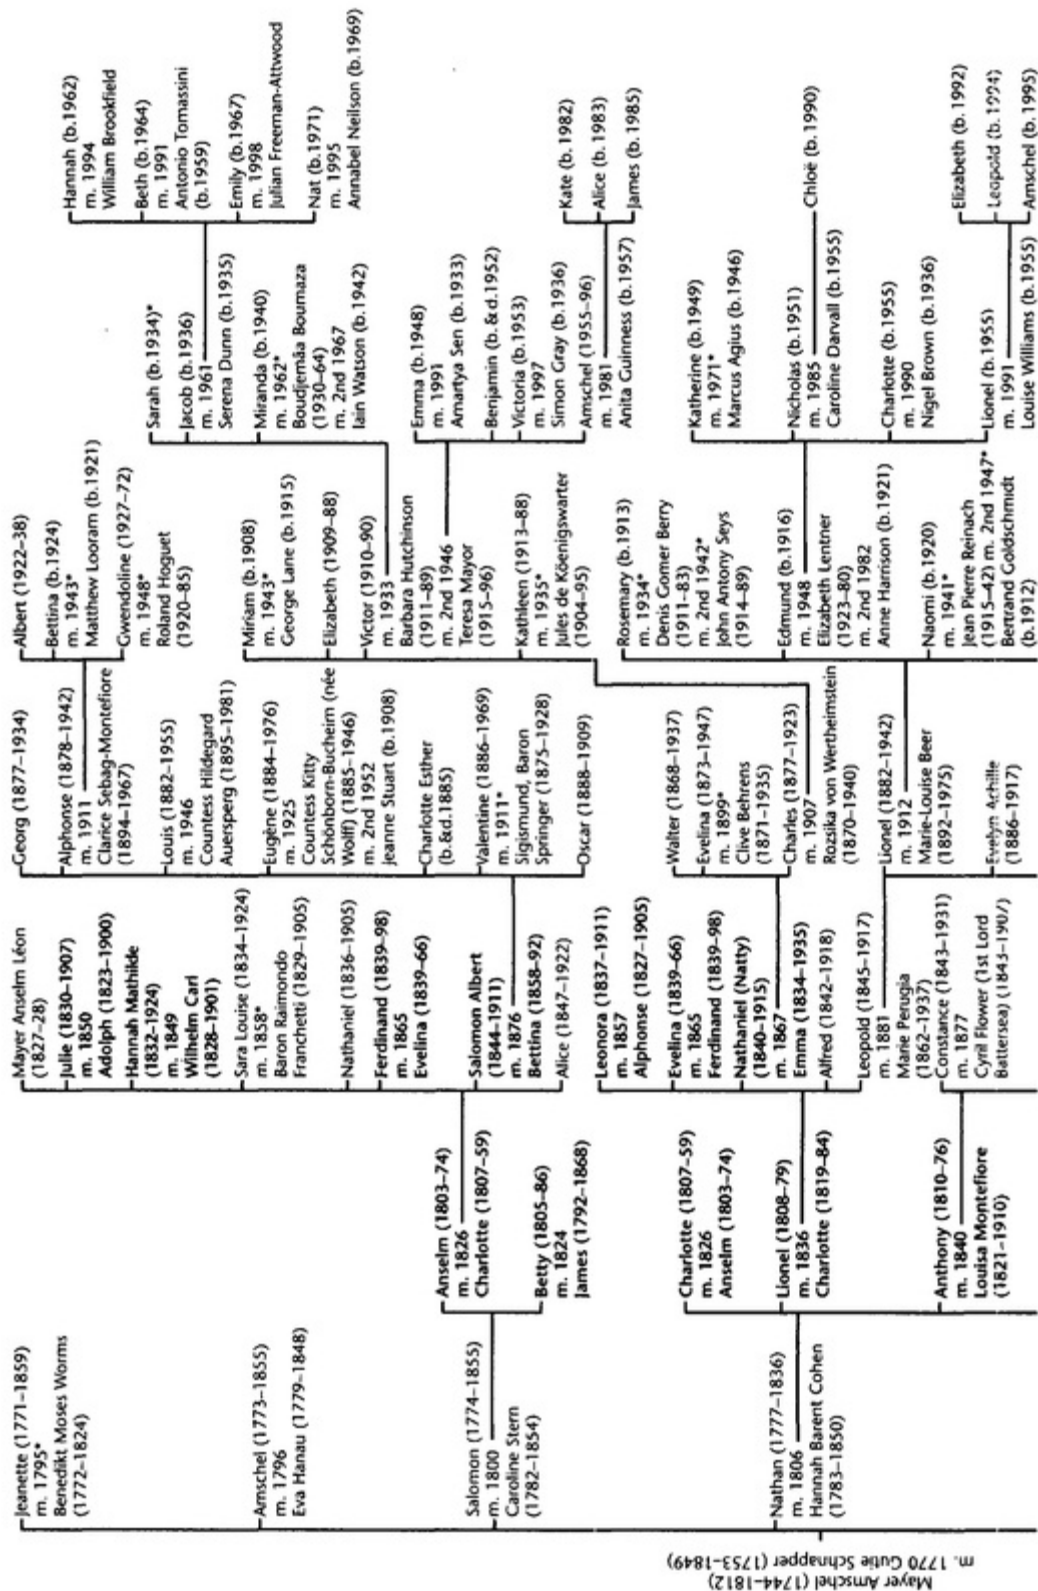 Mayer Amschel (1744–1812)
m. 1770 Gutie Schnapper (1753–1849)
Jeanette (1771–1859)
m. 1795*
Benedikt Moses Worms
(1772–1824)
Amschel (1773–1855)
m. 1796
Eva Hanau (1779–1848)
Salomon (1774–1855)
m. 1800
Caroline Stern
(1782–1854)
Nathan (1777–1836)
m. 1806
Hannah Barent Cohen
(1783–1850)
Anselm (1803–74)
m. 1826
Charlotte (1807–59)
Betty (1805–86)
m. 1824
James (1792–1868)
Charlotte (1807–59)
m. 1826
Anselm (1803–74)
Lionel (1808–79)
m. 1836
Charlotte (1819–84)
Anthony (1810–76)
m. 1840
Louisa Montefiore
(1821–1910)
Mayer Anselm Léon
(1827–28)
Julie (1830–1907)
m. 1850
Adolph (1823–1900)
Hannah Mathilde
(1832–1924)
m. 1849
Wilhelm Carl
(1828–1901)
Sara Louise (1834–1924)
m. 1858*
Baron Raimondo
Franchetti (1829–1905)
Nathaniel (1836–1905)
Ferdinand (1839–98)
m. 1865
Evelina (1839–66)
Salomon Albert
(1844–1911)
m. 1876
Bettina (1858–92)
Alice (1847–1922)
Leonora (1837–1911)
m. 1857
Alphonse (1827–1905)
Evelina (1839–66)
m. 1865
Ferdinand (1839–98)
Nathaniel (Natty)
(1840–1915)
m. 1867
Emma (1834–1935)
Alfred (1842–1918)
Leopold (1845–1917)
m. 1881
Marie Perugia
(1862–1937)
Constance (1843–1931)
m. 1877
Cyril Flower (1st Lord
Battersea) (1843–1907)
Georg (1877–1934)
Alphonse (1878–1942)
m. 1911
Clarice Sebag-Montefiore
(1894–1967)
Louis (1882–1955)
m. 1946
Countess Hildegard
Auersperg (1895–1981)
Eugène (1884–1976)
m. 1925
Countess Kitty
Schönborn-Bucheim (née
Wolff) (1885–1946)
m. 2nd 1952
Jeanne Stuart (b.1908)
Charlotte Esther
(b.&d.1885)
Valentine (1886–1969)
m. 1911*
Sigismund, Baron
Springer (1875–1928)
Oscar (1888–1909)
Walter (1868–1937)
Evelina (1873–1947)
m. 1899*
Clive Behrens
(1871–1935)
Charles (1877–1923)
m. 1907
Rozsika von Wertheimstein
(1870–1940)
Lionel (1882–1942)
m. 1912
Marie-Louise Beer
(1892–1975)
Evelyn Achille
(1886–1917)
Albert (1922–38)
Bettina (b.1924)
m. 1943*
Matthew Looram (b.1921)
Gwendoline (1927–72)
m. 1948*
Roland Hoguet
(1920–85)
Miriam (b.1908)
m. 1943*
George Lane (b.1915)
Elizabeth (1909–88)
Victor (1910–90)
m. 1933
Barbara Hutchinson
(1911–89)
m. 2nd 1946
Teresa Mayor
(1915–96)
Kathleen (1913–88)
m. 1935*
Jules de Köenigswarter
(1904–95)
Rosemary (b.1913)
m. 1934*
Denis Gomer Berry
(1911–83)
m. 2nd 1942*
John Antony Seys
(1914–89)
Edmund (b.1916)
m. 1948
Elizabeth Lentner
(1923–80)
m. 2nd 1982
Anne Harrison (b.1921)
Naomi (b.1920)
m. 1941*
Jean Pierre Reinach
(1915–42) m. 2nd 1947*
Bertrand Goldschmidt
(b.1912)
Sarah (b.1934)*
Jacob (b.1936)
m. 1961
Serena Dunn (b.1935)
Miranda (b.1940)
m. 1962*
Boudjemâa Boumaza
(1930–64)
m. 2nd 1967
Iain Watson (b.1942)
Emma (b.1948)
m. 1991
Amartya Sen (b.1933)
Benjamin (b.&d.1952)
Victoria (b.1953)
m. 1997
Simon Gray (b.1936)
Amschel (1955–96)
m. 1981
Anita Guinness (b.1957)
Katherine (b.1949)
m. 1971*
Marcus Agius (b.1946)
Nicholas (b.1951)
m. 1985
Caroline Darvall (b.1955)
Charlotte (b.1955)
m. 1990
Nigel Brown (b.1936)
Lionel (b.1955)
m. 1991
Louise Williams (b.1955)
Hannah (b.1962)
m. 1994
William Brookfield
Beth (b.1964)
m. 1991
Antonio Tomassini
(b.1959)
Emily (b.1967)
m. 1998
Julian Freeman-Attwood
Nat (b.1971)
m. 1995
Annabel Neilson (b.1969)
Kate (b.1982)
Alice (b.1983)
James (b.1985)
Chloë (b.1990)
Elizabeth (b.1992)
Leopold (b.1994)
Amschel (b.1995)